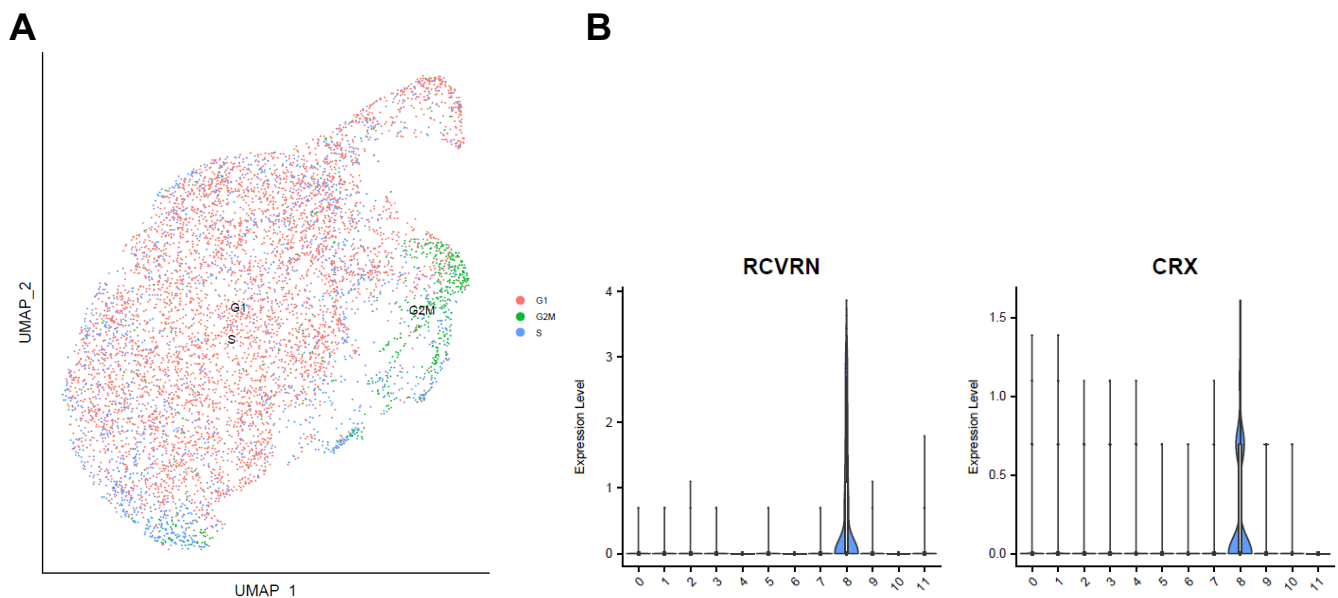 A
B
UMAP_2
G1
S
G2M
G1
G2M
S
UMAP_1
RCVRN
Expression Level
4
3
2
1
0
0 1 2 3 4 5 6 7 8 9 10 11
CRX
Expression Level
1.5
1.0
0.5
0.0
0 1 2 3 4 5 6 7 8 9 10 11